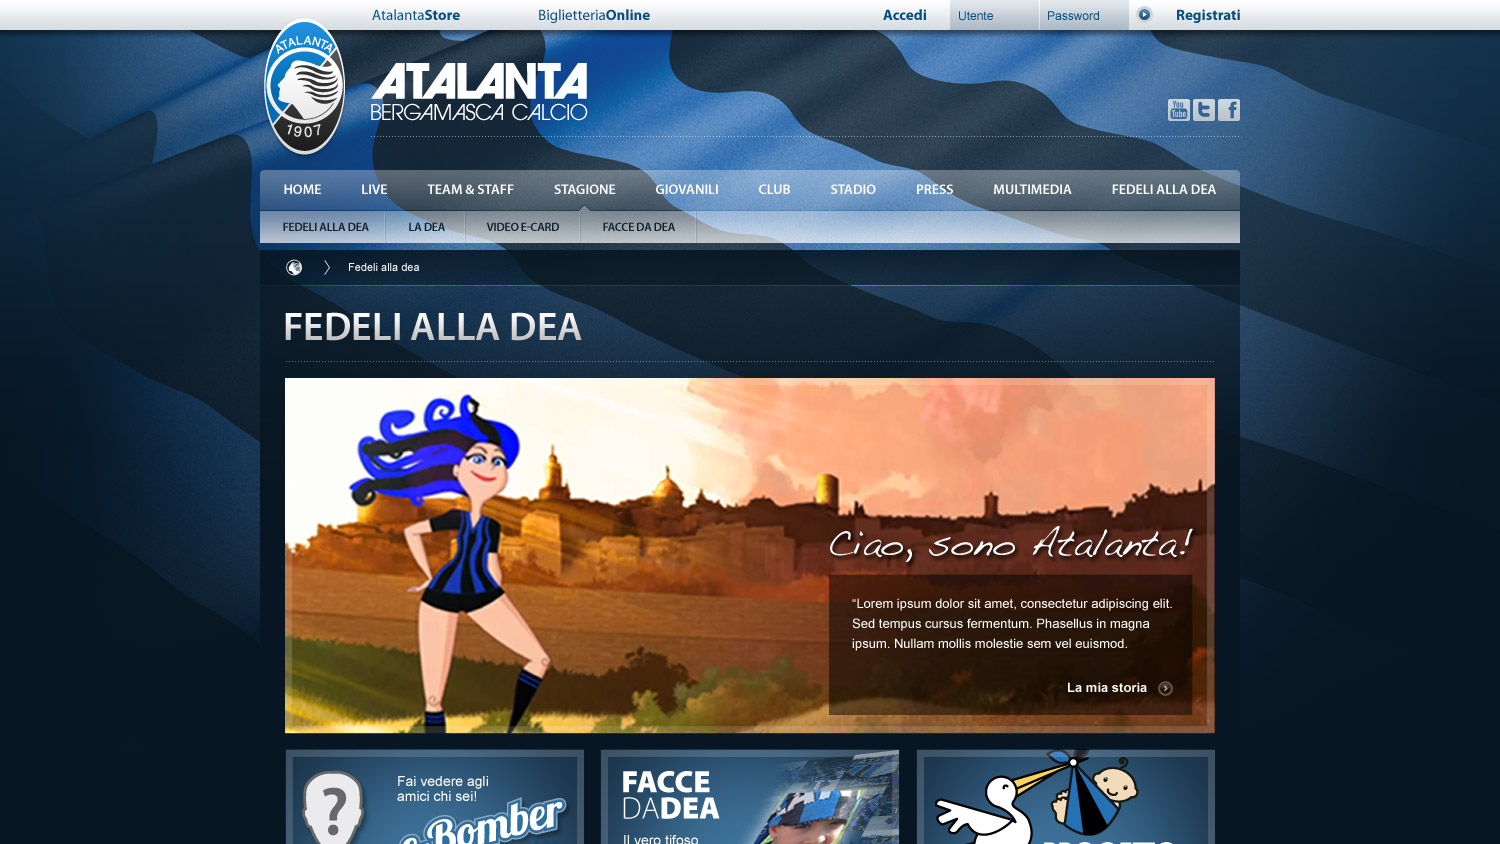 AtalantaStore
BiglietteriaOnline
Accedi
Utente
Password
Registrati
ATALANTA
1907
ATALANTA
BERGAMASCA CALCIO
You
Tube
HOME
LIVE
TEAM & STAFF
STAGIONE
GIOVANILI
CLUB
STADIO
PRESS
MULTIMEDIA
FEDELI ALLA DEA
FEDELI ALLA DEA
LA DEA
VIDEO E-CARD
FACCE DA DEA
Fedeli alla dea
FEDELI ALLA DEA
Ciao, sono Atalanta!
“Lorem ipsum dolor sit amet, consectetur adipiscing elit.
Sed tempus cursus fermentum. Phasellus in magna
ipsum. Nullam mollis molestie sem vel euismod.
La mia storia
?
Fai vedere agli
amici chi sei!
Bomber
FACCE
DADEA
Il vero tifoso